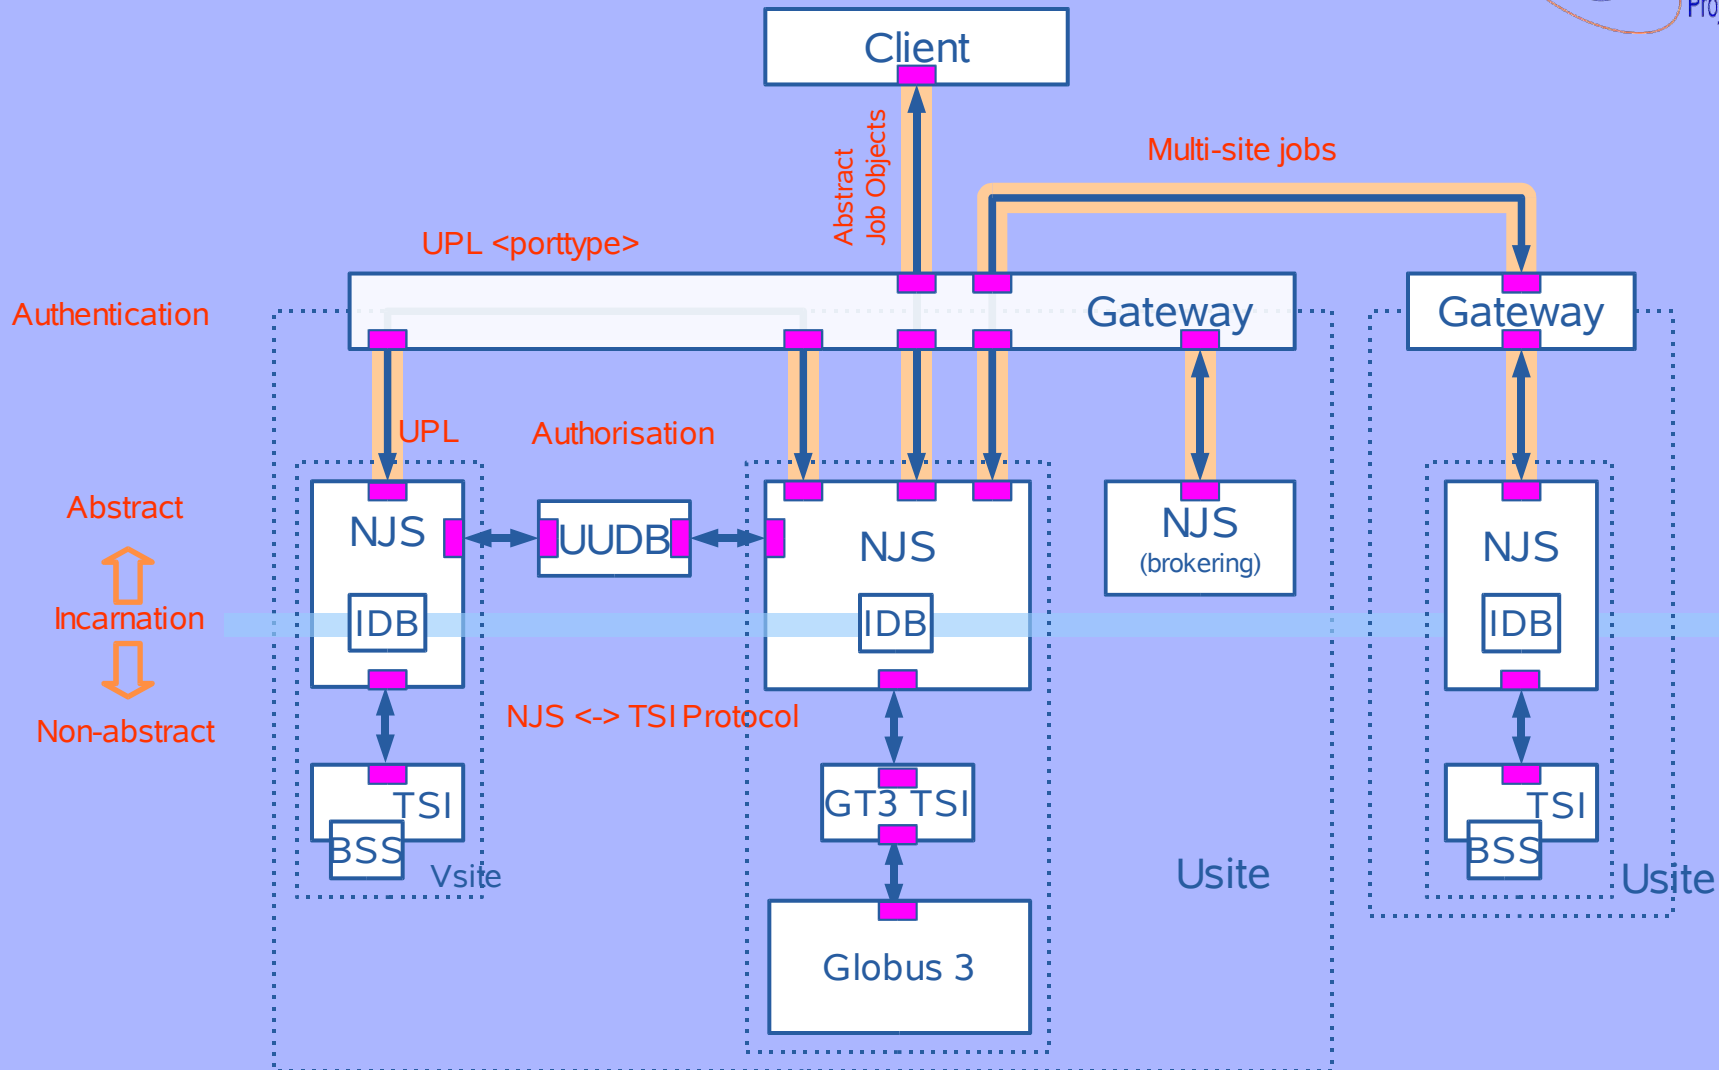 Proj
Client
Abstract
Job Objects
Multi-site jobs
UPL <porttype>
Authentication
Gateway
Gateway
UPL
Authorisation
Abstract
NJS
UUDB
NJS
NJS
(brokering)
NJS
Incarnation
IDB
IDB
IDB
Non-abstract
NJS <-> TSI Protocol
TSI
GT3 TSI
TSI
BSS
BSS
Vsite
Usite
Usite
Globus 3